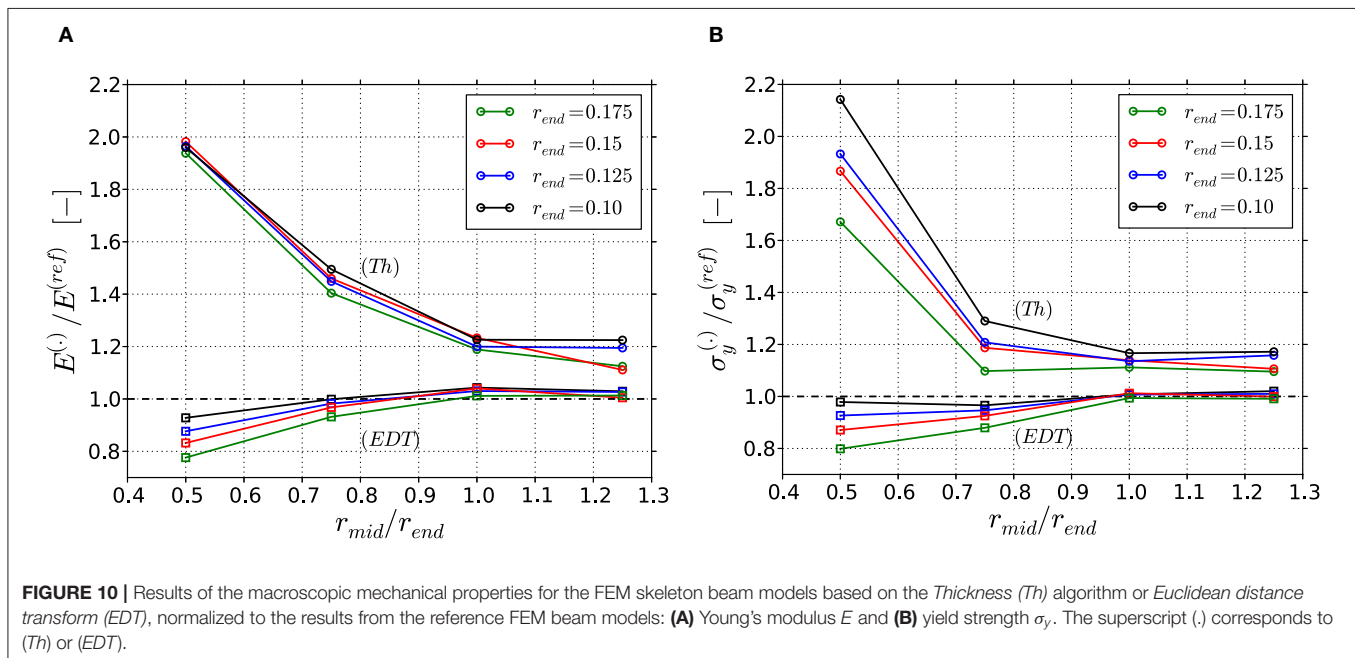 A
2.2
2.0
1.8
1.6
1.4
1.2
1.0
0.8
0.4 0.5 0.6 0.7 0.8 0.9 1.0 1.1 1.2 1.3
r_mid/r_end
E^(.)/E^(ref) [−]
r_end=0.175
r_end=0.15
r_end=0.125
r_end=0.10
(Th)
(EDT)
B
2.2
2.0
1.8
1.6
1.4
1.2
1.0
0.8
0.4 0.5 0.6 0.7 0.8 0.9 1.0 1.1 1.2 1.3
r_mid/r_end
σ_y^(.)/σ_y^(ref) [−]
r_end=0.175
r_end=0.15
r_end=0.125
r_end=0.10
(Th)
(EDT)
FIGURE 10 | Results of the macroscopic mechanical properties for the FEM skeleton beam models based on the Thickness (Th) algorithm or Euclidean distance
transform (EDT), normalized to the results from the reference FEM beam models: (A) Young's modulus E and (B) yield strength σ_y. The superscript (.) corresponds to
(Th) or (EDT).